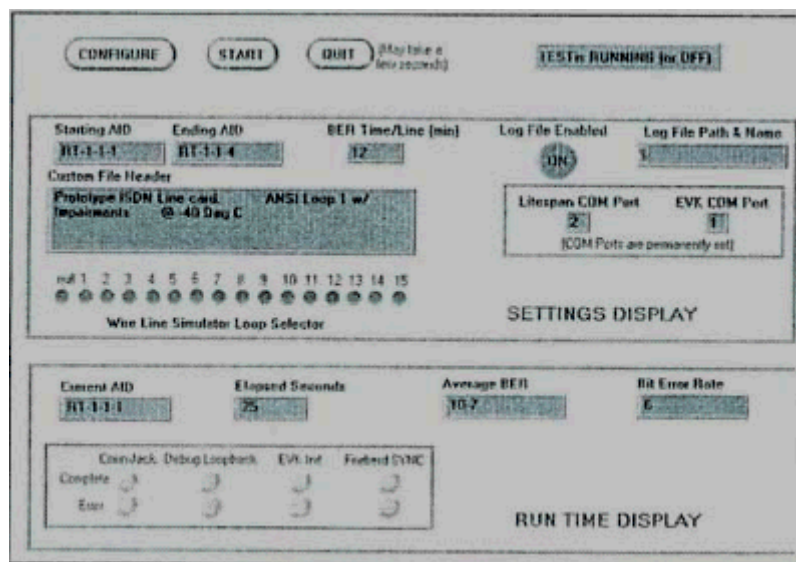 CONFIGURE START QUIT (May take a
few seconds) TEST is RUNNING (or OFF)
Starting AID Ending AID BER Time/Line (min) Log File Enabled Log File Path & Name
RT-1-1-1 RT-1-1-4 12 ON
Custom File Header
Prototype ISDN Line card. ANSI Loop 1 w/
Impairments @ -40 Deg C
Litespan COM Port EVK COM Port
2 1
(COM Ports are permanently set)
null 1 2 3 4 5 6 7 8 9 10 11 12 13 14 15
Wire Line Simulator Loop Selector
SETTINGS DISPLAY
Current AID Elapsed Seconds Average BER Bit Error Rate
RT-1-1-1 25 10-7 6
Debug Loopback EVK Init Firebird SYNC
Complete
Error
RUN TIME DISPLAY